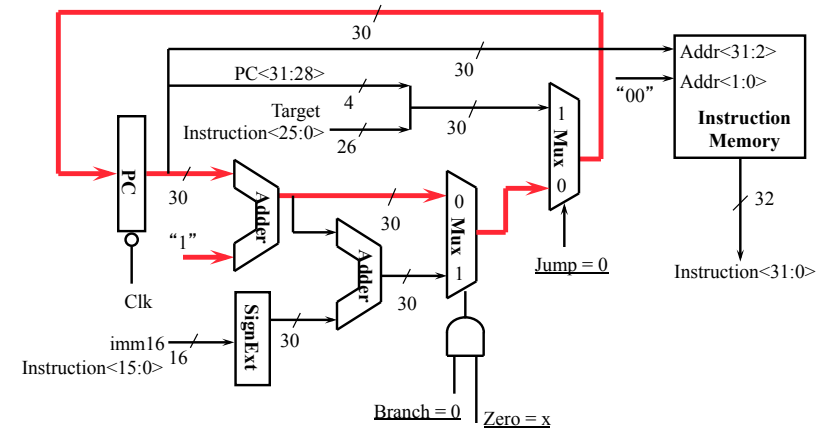 30
30
Addr<31:2>
PC<31:28>
4
“00”
Addr<1:0>
Target
Instruction<25:0>
26
30
1
Mux
0
Instruction
Memory
PC
30
Adder
30
0
Mux
1
32
“1”
Adder
30
Jump = 0
Instruction<31:0>
Clk
SignExt
30
imm16
16
Instruction<15:0>
Branch = 0
Zero = x